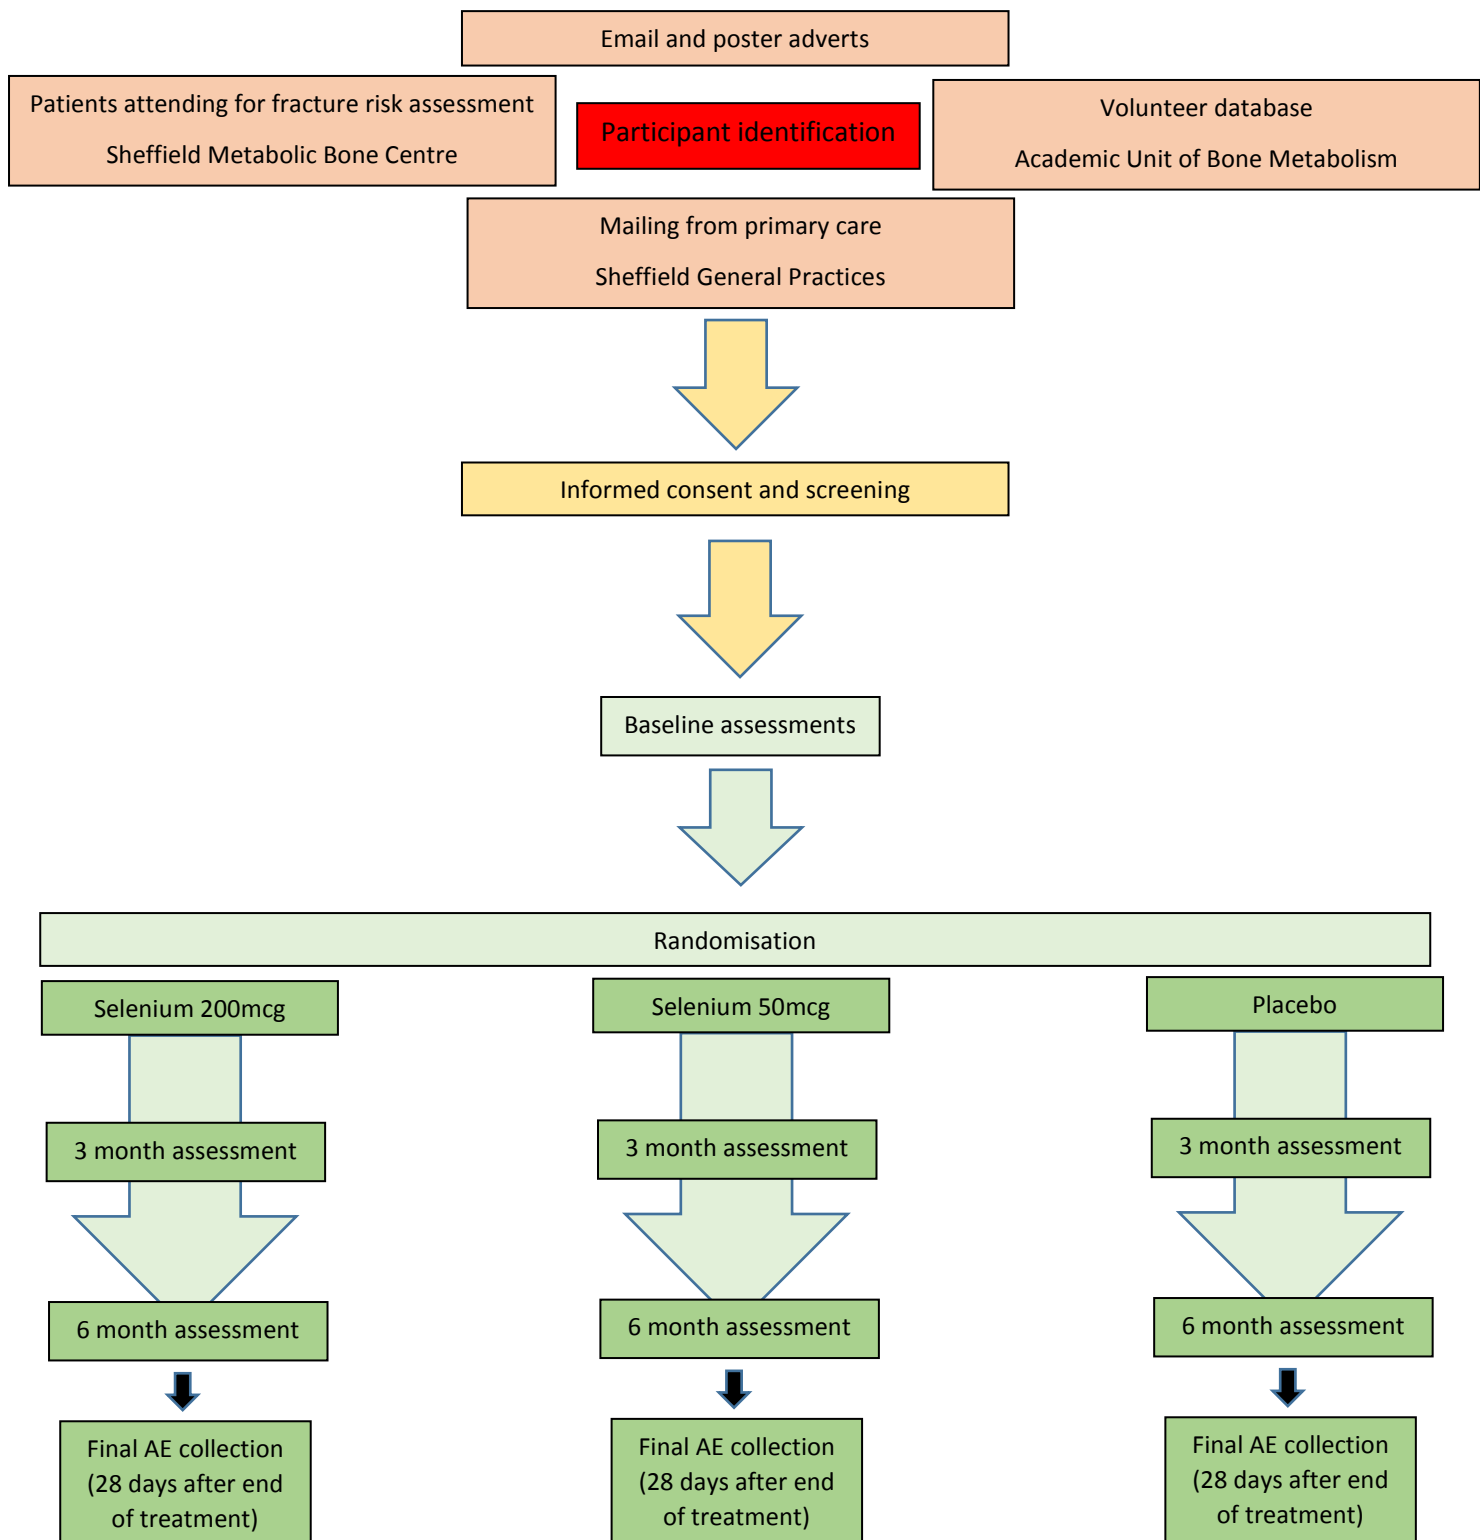 Email and poster adverts
Patients attending for fracture risk assessment
Sheffield Metabolic Bone Centre
Participant identification
Volunteer database
Academic Unit of Bone Metabolism
Mailing from primary care
Sheffield General Practices
Informed consent and screening
Baseline assessments
Randomisation
Selenium 200mcg
Selenium 50mcg
Placebo
3 month assessment
3 month assessment
3 month assessment
6 month assessment
6 month assessment
6 month assessment
Final AE collection
(28 days after end
of treatment)
Final AE collection
(28 days after end
of treatment)
Final AE collection
(28 days after end
of treatment)